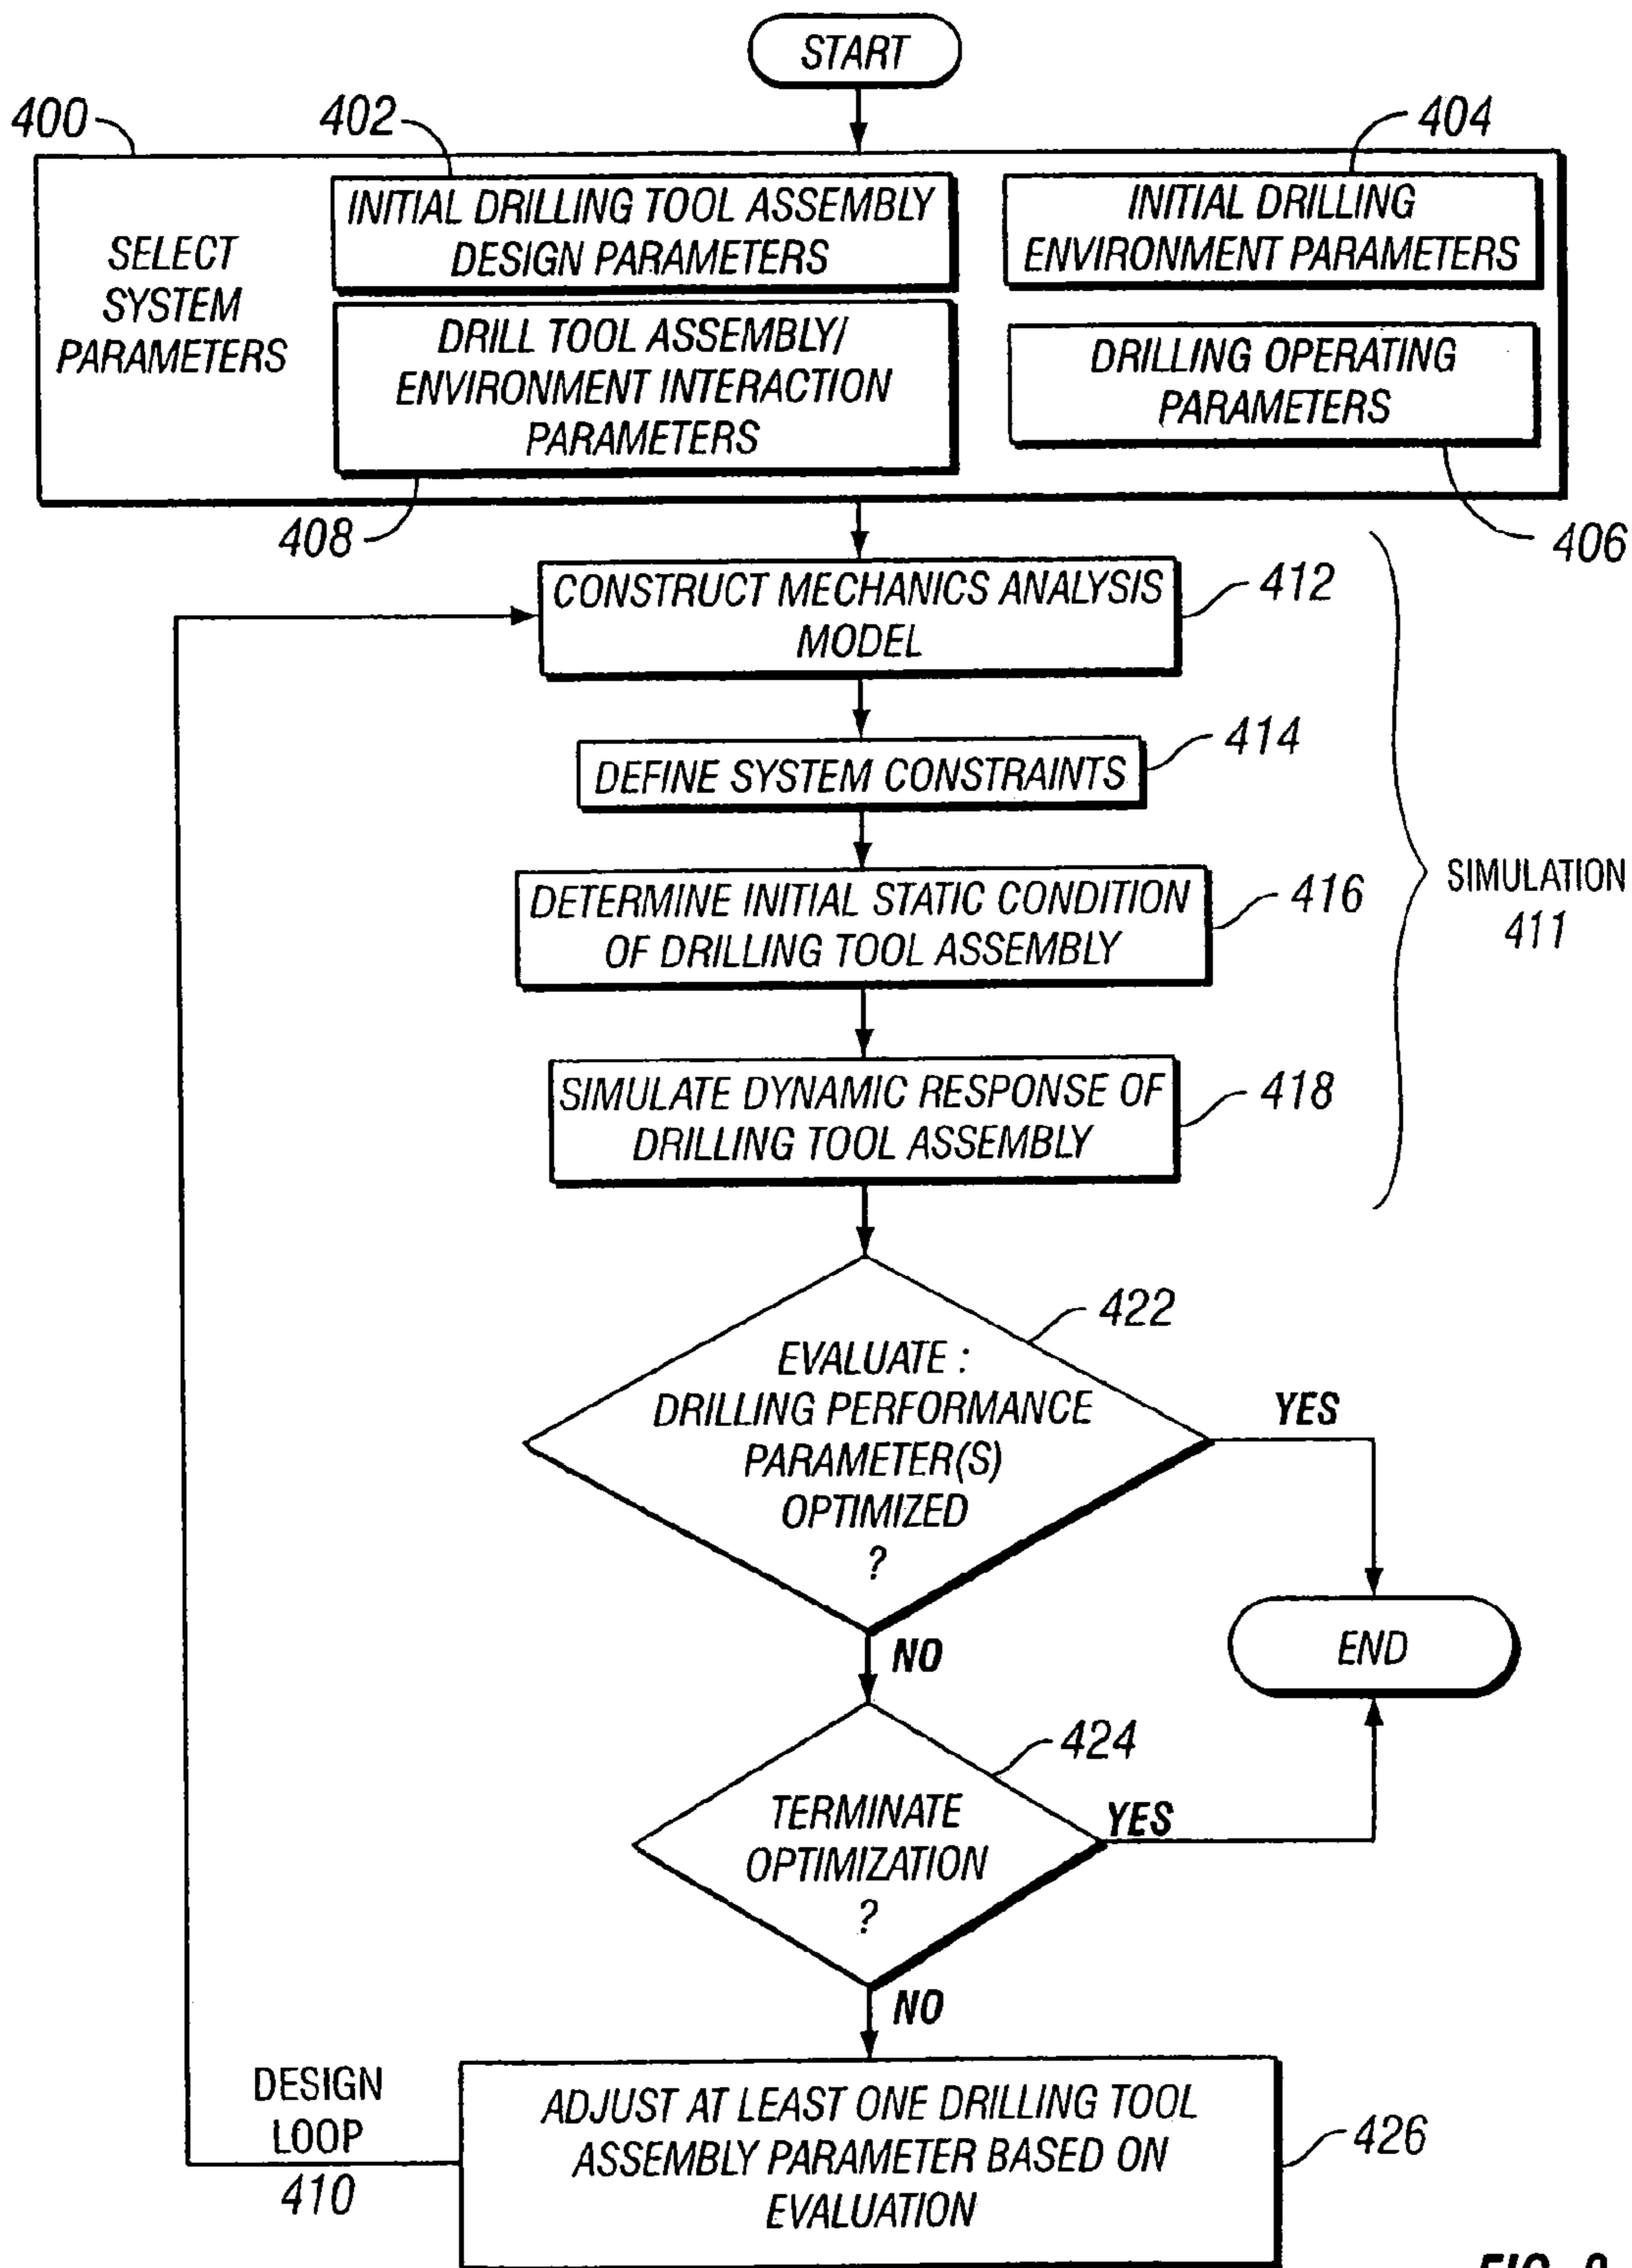 START
400
402
404
SELECT
SYSTEM
PARAMETERS
INITIAL DRILLING TOOL ASSEMBLY
DESIGN PARAMETERS
INITIAL DRILLING
ENVIRONMENT PARAMETERS
DRILL TOOL ASSEMBLY/
ENVIRONMENT INTERACTION
PARAMETERS
DRILLING OPERATING
PARAMETERS
408
406
CONSTRUCT MECHANICS ANALYSIS
MODEL
412
DEFINE SYSTEM CONSTRAINTS
414
DETERMINE INITIAL STATIC CONDITION
OF DRILLING TOOL ASSEMBLY
416
SIMULATION
411
SIMULATE DYNAMIC RESPONSE OF
DRILLING TOOL ASSEMBLY
418
422
EVALUATE :
DRILLING PERFORMANCE
PARAMETER(S)
OPTIMIZED
?
YES
NO
END
424
TERMINATE
OPTIMIZATION
?
YES
NO
DESIGN
LOOP
410
ADJUST AT LEAST ONE DRILLING TOOL
ASSEMBLY PARAMETER BASED ON
EVALUATION
426